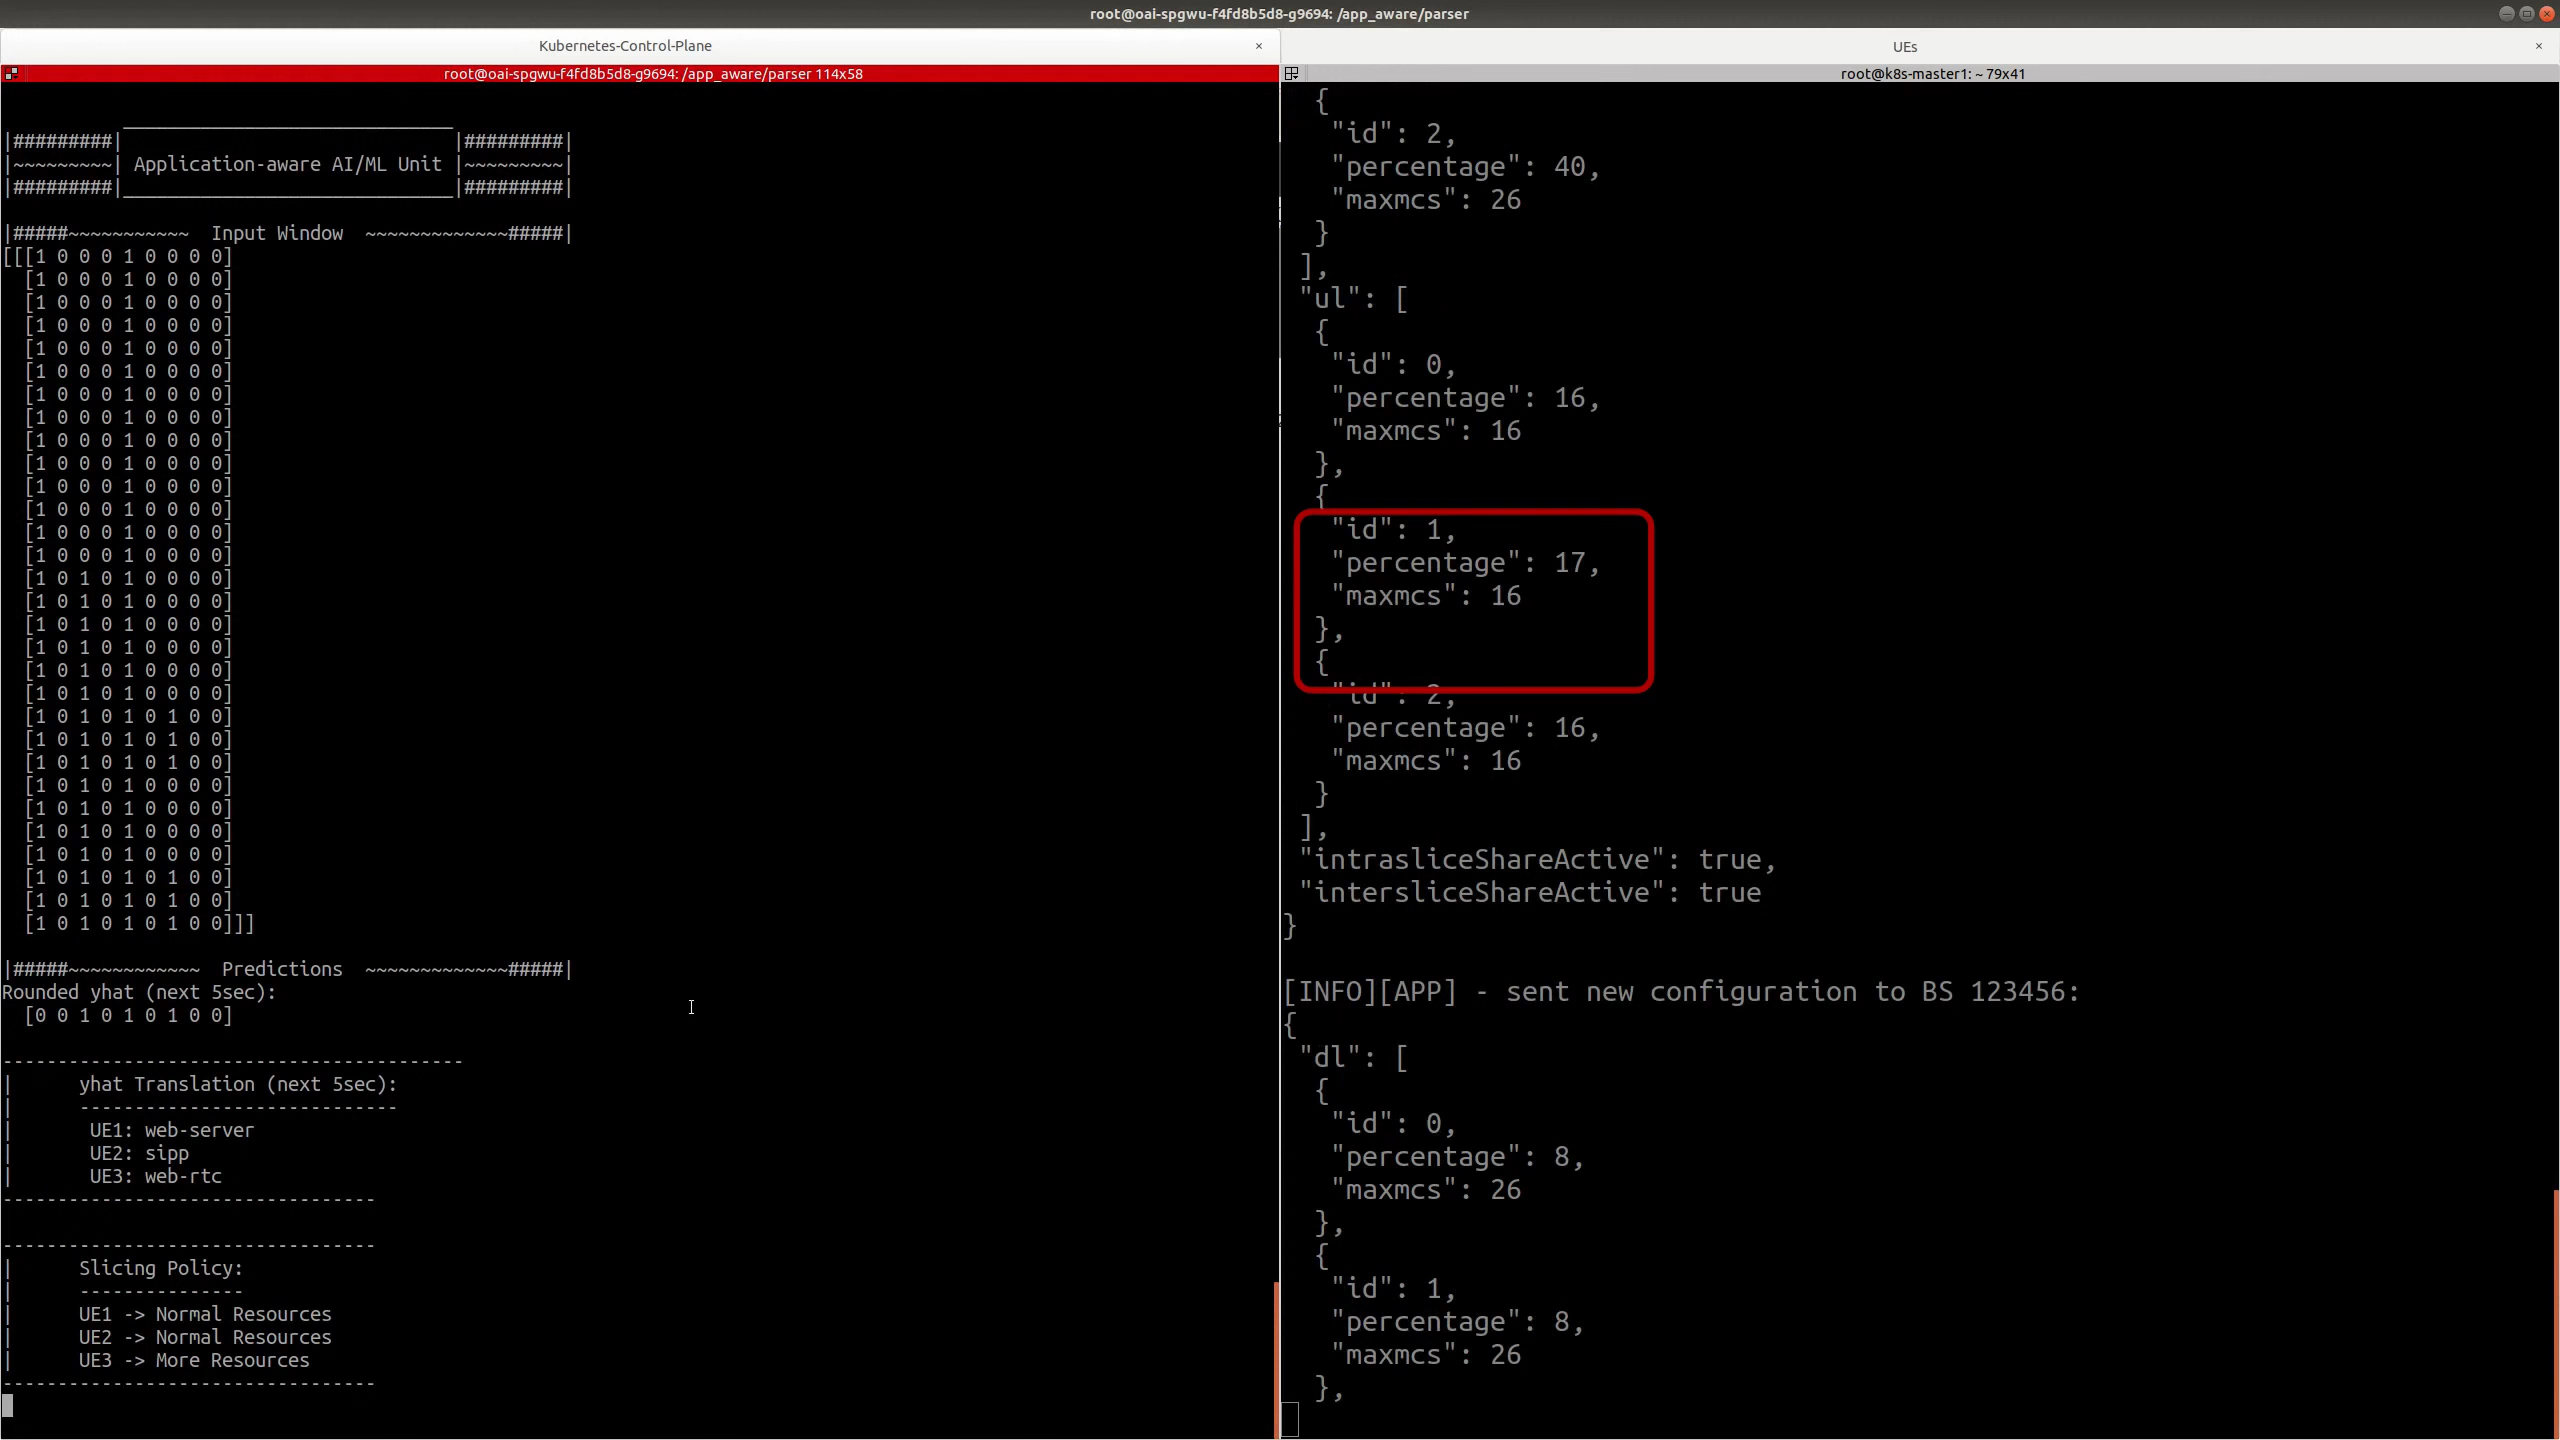 root@oai-spgwu-f4fd8b5d8-g9694: /app_aware/parser
Kubernetes-Control-Plane ×
root@oai-spgwu-f4fd8b5d8-g9694: /app_aware/parser 114x58
 __________________________________
|#########| |#########|
|~~~~~~~~~| Application-aware AI/ML Unit |~~~~~~~~~|
|#########|______________________________|#########|
|#####~~~~~~~~~~~ Input Window ~~~~~~~~~~~~~#####|
[[[1 0 0 0 1 0 0 0 0]
[1 0 0 0 1 0 0 0 0]
[1 0 0 0 1 0 0 0 0]
[1 0 0 0 1 0 0 0 0]
[1 0 0 0 1 0 0 0 0]
[1 0 0 0 1 0 0 0 0]
[1 0 0 0 1 0 0 0 0]
[1 0 0 0 1 0 0 0 0]
[1 0 0 0 1 0 0 0 0]
[1 0 0 0 1 0 0 0 0]
[1 0 0 0 1 0 0 0 0]
[1 0 0 0 1 0 0 0 0]
[1 0 0 0 1 0 0 0 0]
[1 0 0 0 1 0 0 0 0]
[1 0 1 0 1 0 0 0 0]
[1 0 1 0 1 0 0 0 0]
[1 0 1 0 1 0 0 0 0]
[1 0 1 0 1 0 0 0 0]
[1 0 1 0 1 0 0 0 0]
[1 0 1 0 1 0 0 0 0]
[1 0 1 0 1 0 1 0 0]
[1 0 1 0 1 0 1 0 0]
[1 0 1 0 1 0 1 0 0]
[1 0 1 0 1 0 0 0 0]
[1 0 1 0 1 0 0 0 0]
[1 0 1 0 1 0 0 0 0]
[1 0 1 0 1 0 0 0 0]
[1 0 1 0 1 0 1 0 0]
[1 0 1 0 1 0 1 0 0]
[1 0 1 0 1 0 1 0 0]]]
|#####~~~~~~~~~~~~ Predictions ~~~~~~~~~~~~~#####|
Rounded yhat (next 5sec):
[0 0 1 0 1 0 1 0 0]
------------------------------------------
| yhat Translation (next 5sec):
| -----------------------------
| UE1: web-server
| UE2: sipp
| UE3: web-rtc
----------------------------------
----------------------------------
| Slicing Policy:
| ---------------
| UE1 -> Normal Resources
| UE2 -> Normal Resources
| UE3 -> More Resources
----------------------------------
UEs ×
root@k8s-master1: ~ 79x41
{
"id": 2,
"percentage": 40,
"maxmcs": 26
}
],
"ul": [
{
"id": 0,
"percentage": 16,
"maxmcs": 16
},
{
"id": 1,
"percentage": 17,
"maxmcs": 16
},
{
"id": 2,
"percentage": 16,
"maxmcs": 16
}
],
"intrasliceShareActive": true,
"intersliceShareActive": true
}
[INFO][APP] - sent new configuration to BS 123456:
{
"dl": [
{
"id": 0,
"percentage": 8,
"maxmcs": 26
},
{
"id": 1,
"percentage": 8,
"maxmcs": 26
},